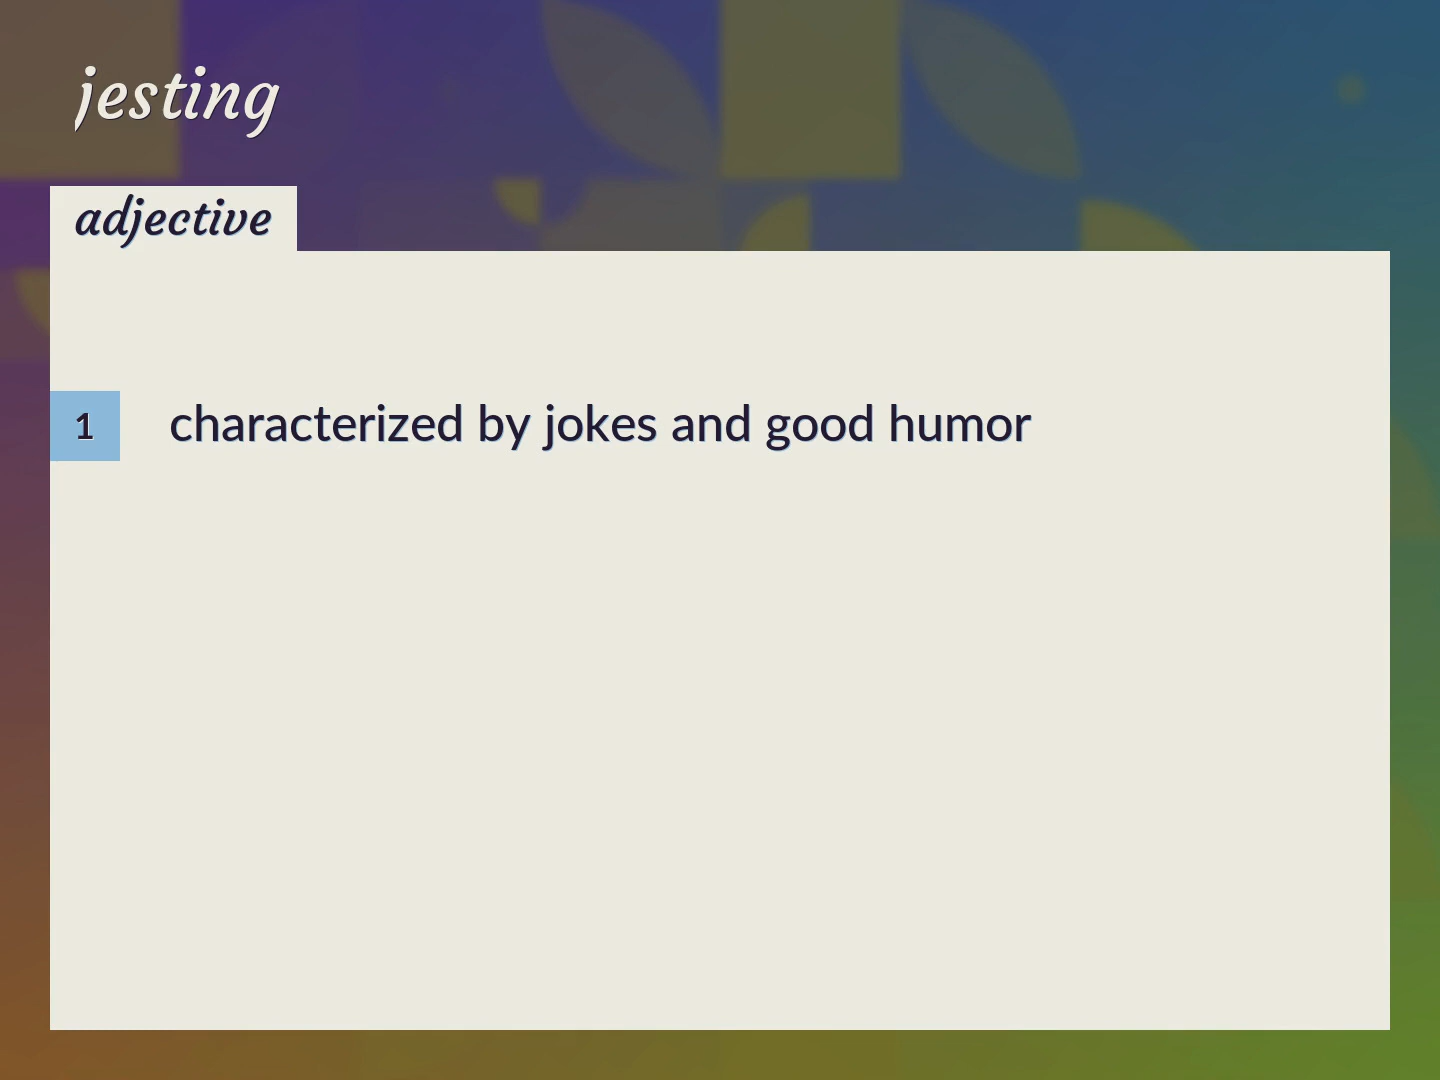 jesting
adjective
1 characterized by jokes and good humor